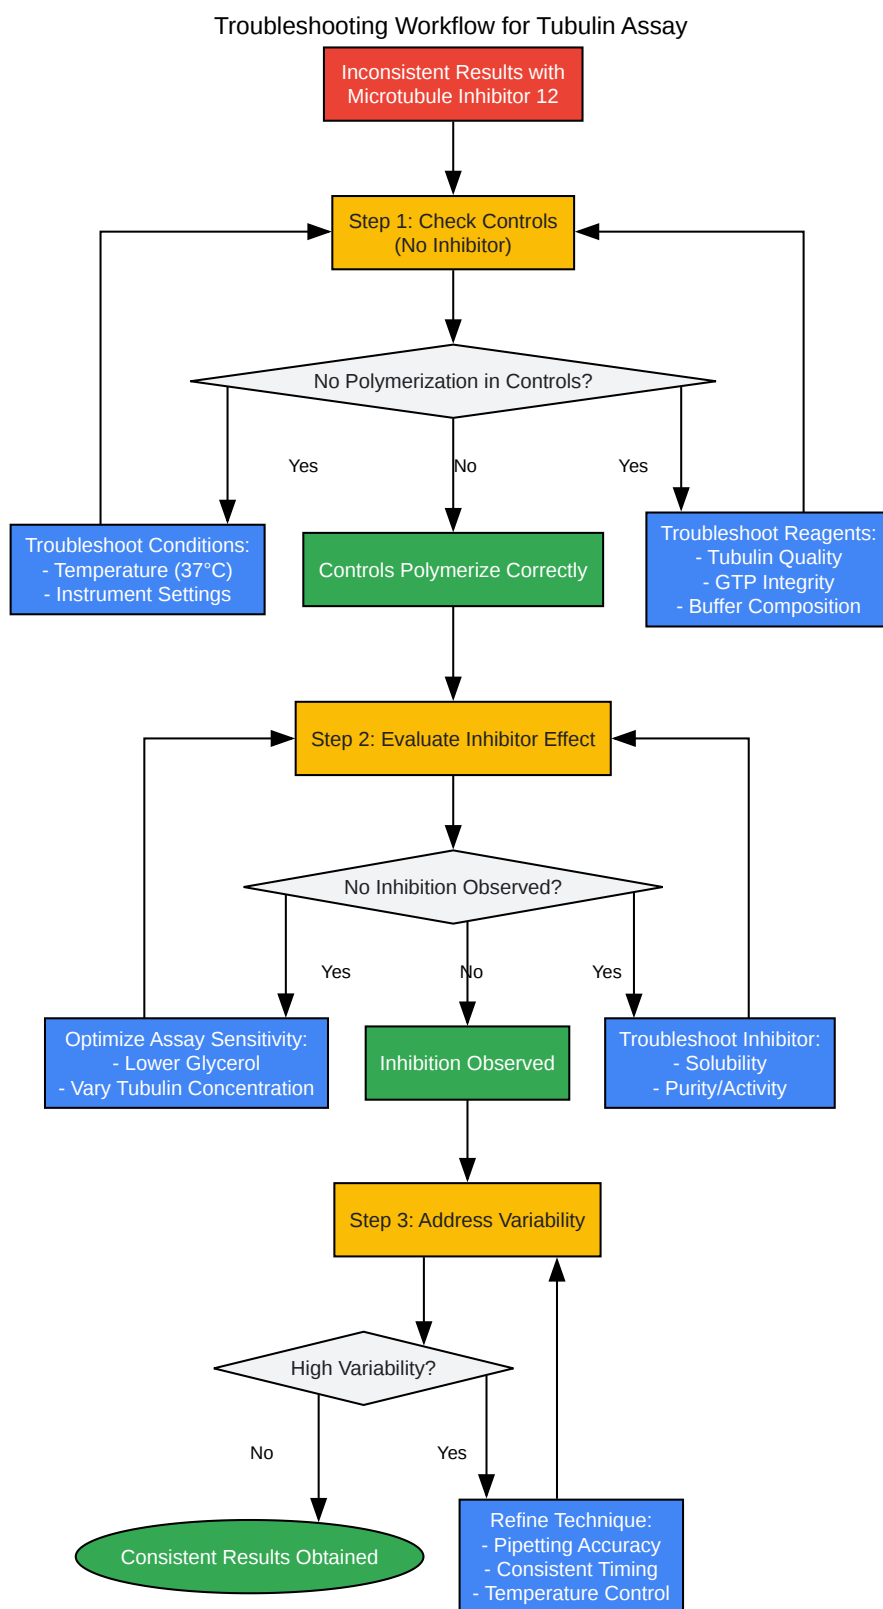 Troubleshooting Workflow for Tubulin Assay
Inconsistent Results with
Microtubule Inhibitor 12
Step 1: Check Controls
(No Inhibitor)
No Polymerization in Controls?
Yes
No
Yes
Troubleshoot Conditions:
- Temperature (37°C)
- Instrument Settings
Controls Polymerize Correctly
Troubleshoot Reagents:
- Tubulin Quality
- GTP Integrity
- Buffer Composition
Step 2: Evaluate Inhibitor Effect
No Inhibition Observed?
Yes
No
Yes
Optimize Assay Sensitivity:
- Lower Glycerol
- Vary Tubulin Concentration
Inhibition Observed
Troubleshoot Inhibitor:
- Solubility
- Purity/Activity
Step 3: Address Variability
High Variability?
No
Yes
Consistent Results Obtained
Refine Technique:
- Pipetting Accuracy
- Consistent Timing
- Temperature Control